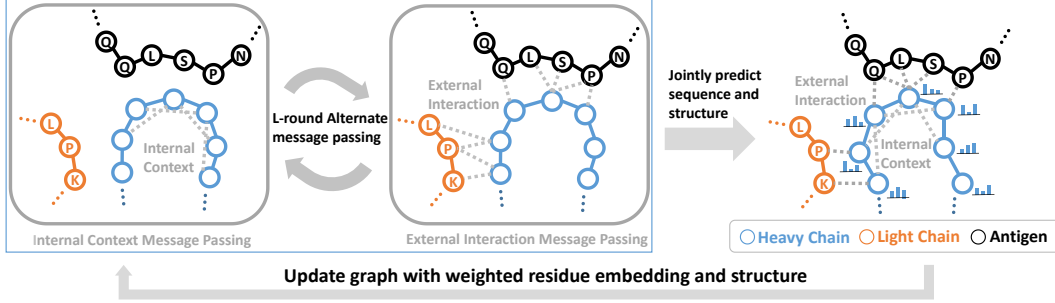 Q Q L S P N
L P K
Internal
Context
Internal Context Message Passing
L-round Alternate
message passing
Q Q L S P N
External
Interaction
L P K
External Interaction Message Passing
Jointly predict
sequence and
structure
Q Q L S P N
External
Interaction
L P K
Internal
Context
Heavy Chain Light Chain Antigen
Update graph with weighted residue embedding and structure